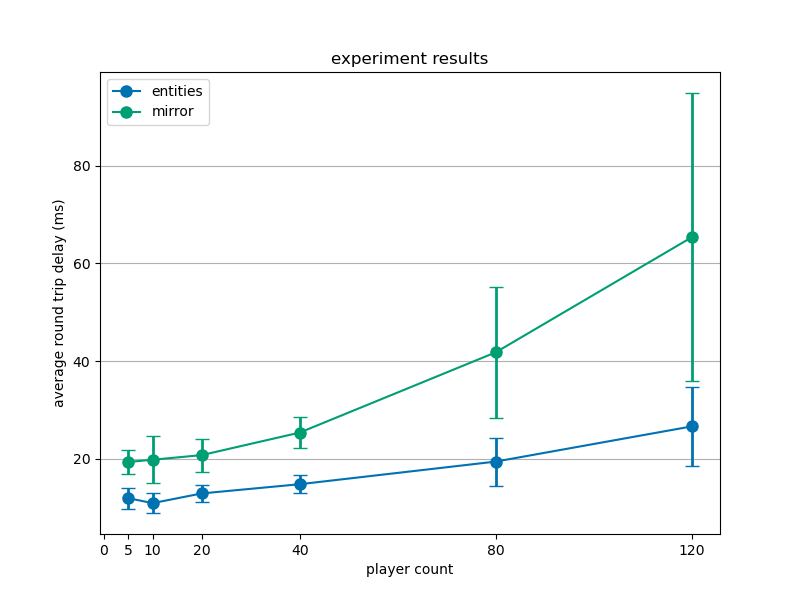 experiment results
entities
mirror
80
60
40
20
average round trip delay (ms)
0 5 10 20 40 80 120
player count